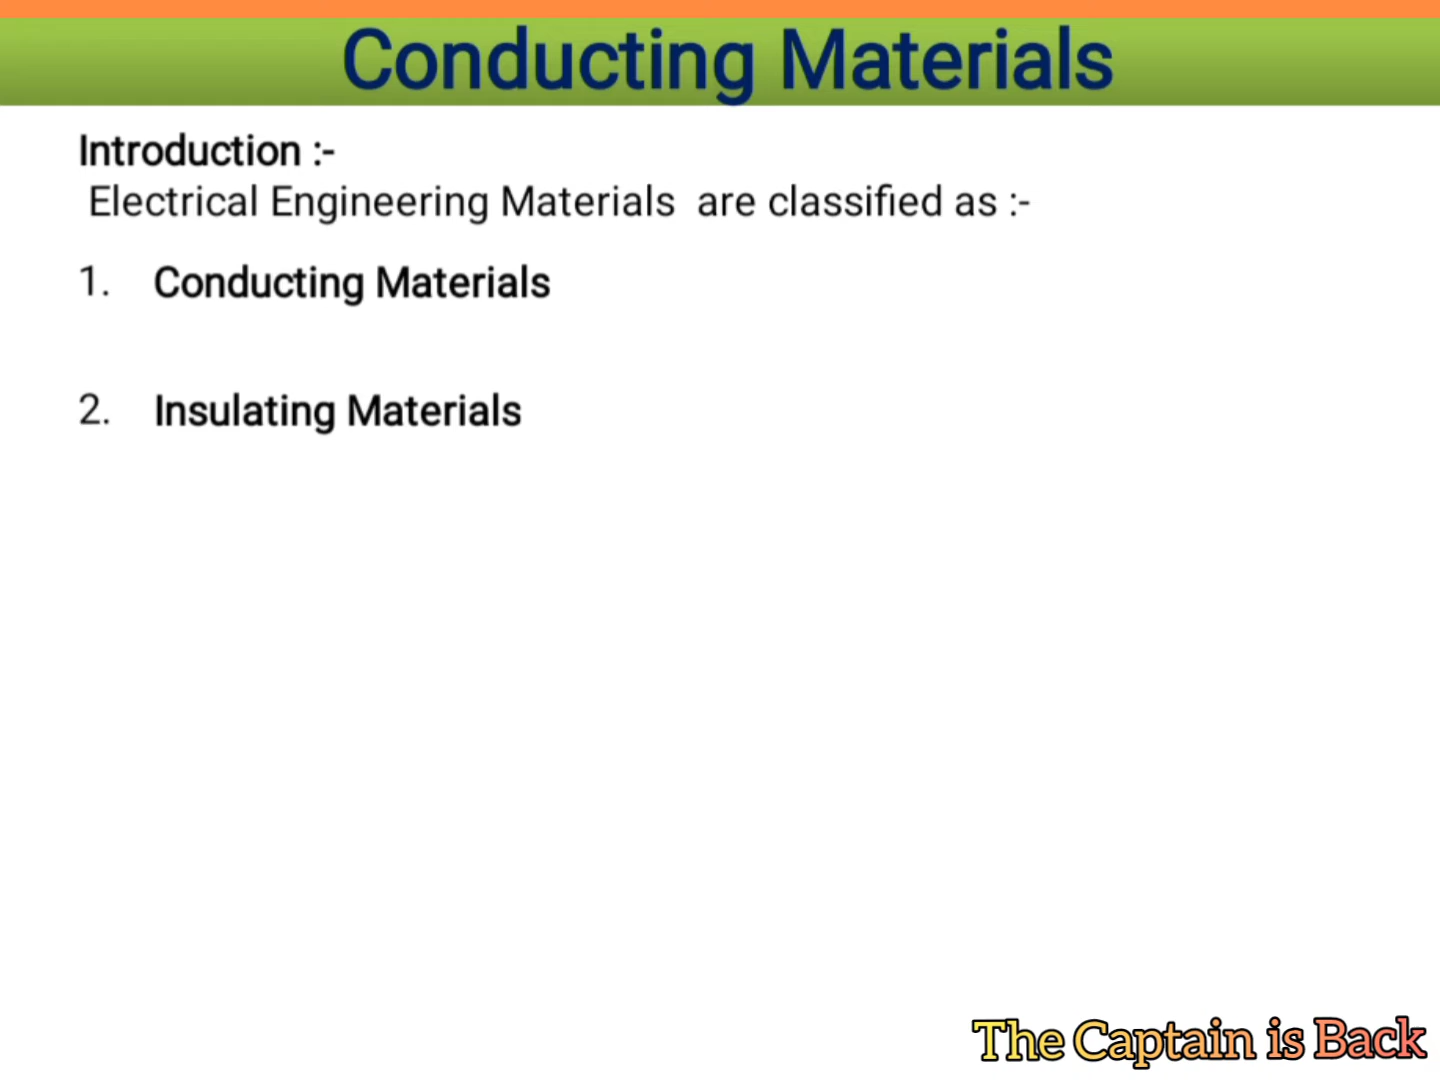 Conducting Materials
Introduction :-
Electrical Engineering Materials are classified as :-
1. Conducting Materials
2. Insulating Materials
The Captain is Back